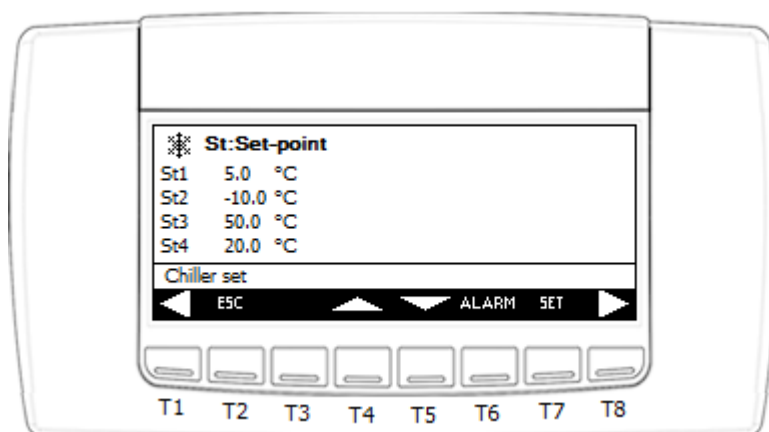 St:Set-point
St1 5.0 °C
St2 -10.0 °C
St3 50.0 °C
St4 20.0 °C
Chiller set
ESC ALARM SET
T1 T2 T3 T4 T5 T6 T7 T8